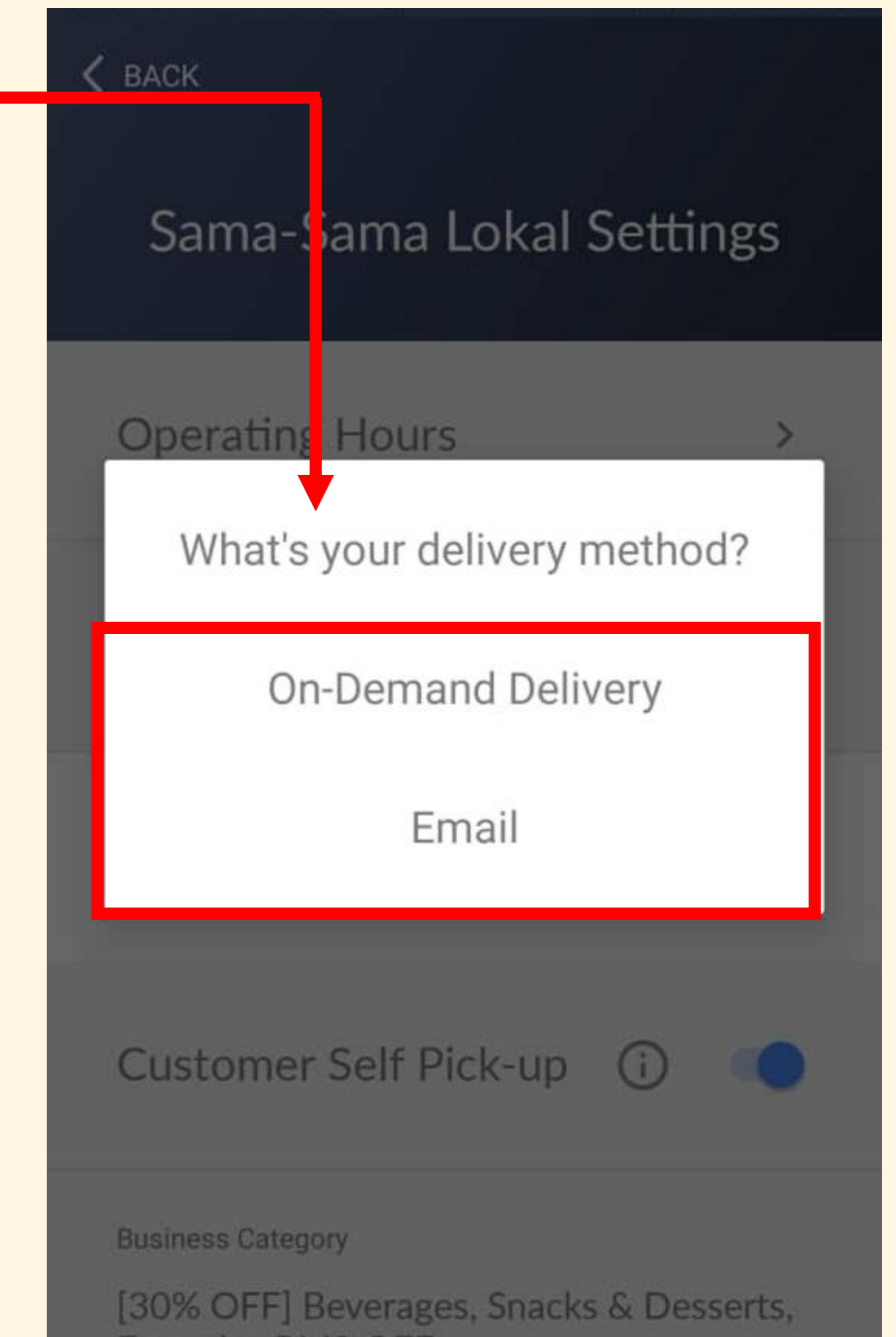 BACK
Sama-Sama Lokal Settings
Operating Hours
What's your delivery method?
On-Demand Delivery
Email
Customer Self Pick-up
Business Category
[30% OFF] Beverages, Snacks & Desserts,